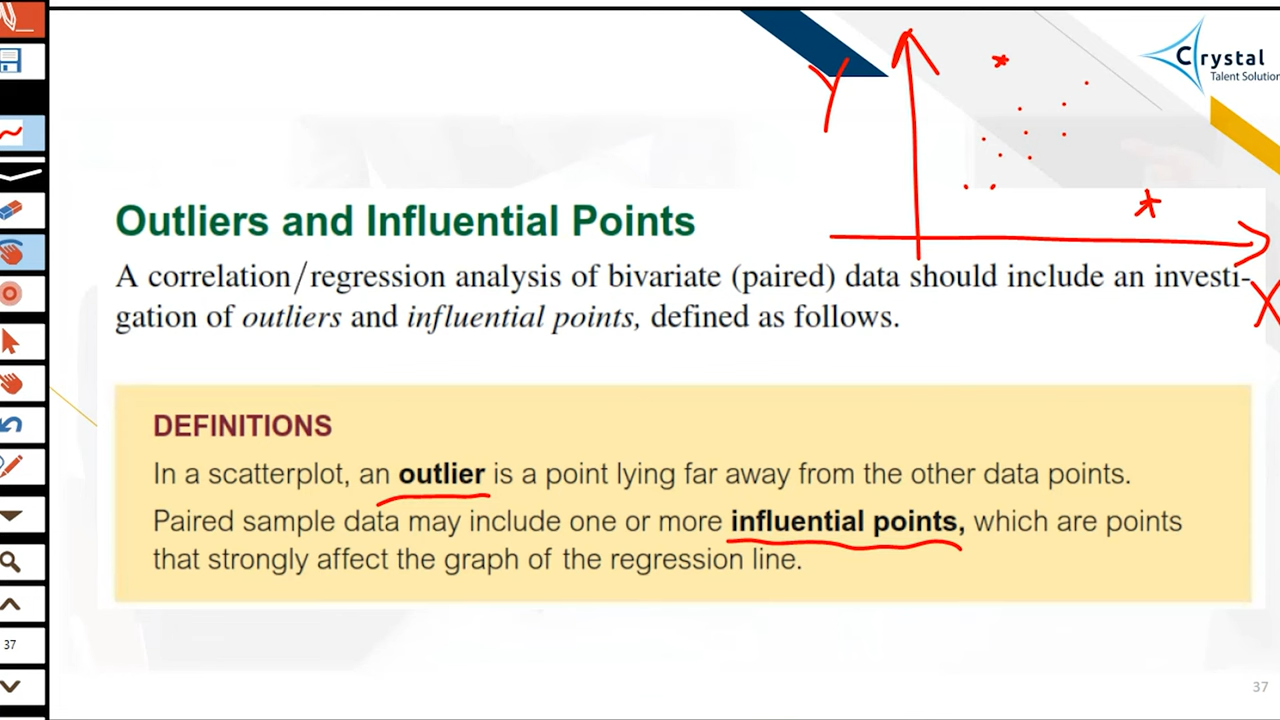 Crystal
Talent Solution
Y
X
Outliers and Influential Points
A correlation/regression analysis of bivariate (paired) data should include an investi-
gation of outliers and influential points, defined as follows.
DEFINITIONS
In a scatterplot, an outlier is a point lying far away from the other data points.
Paired sample data may include one or more influential points, which are points
that strongly affect the graph of the regression line.
37
37